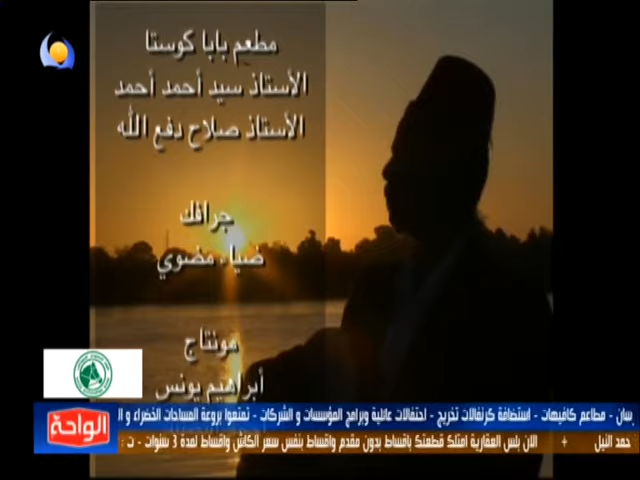 مطعم بابا كوستا
الأستاذ سيد أحمد أحمد
الأستاذ صلاح دفع الله
جرافك
ضياء مضوي
مونتاج
أبراهيم يونس
رسان - مطاعم كافيهات - استضافة كرنفالات تخريج - احتفالات عائلية وبرامج المؤسسات و الشركات - تمتعوا بروعة المساحات الخضراء و ال
الواحة
حمد النيل + الان بلس العقارية امتلك قطعتك باقساط بدون مقدم واقساط بنفس سعر الكاش واقساط لمدة 3 سنوات - ت :